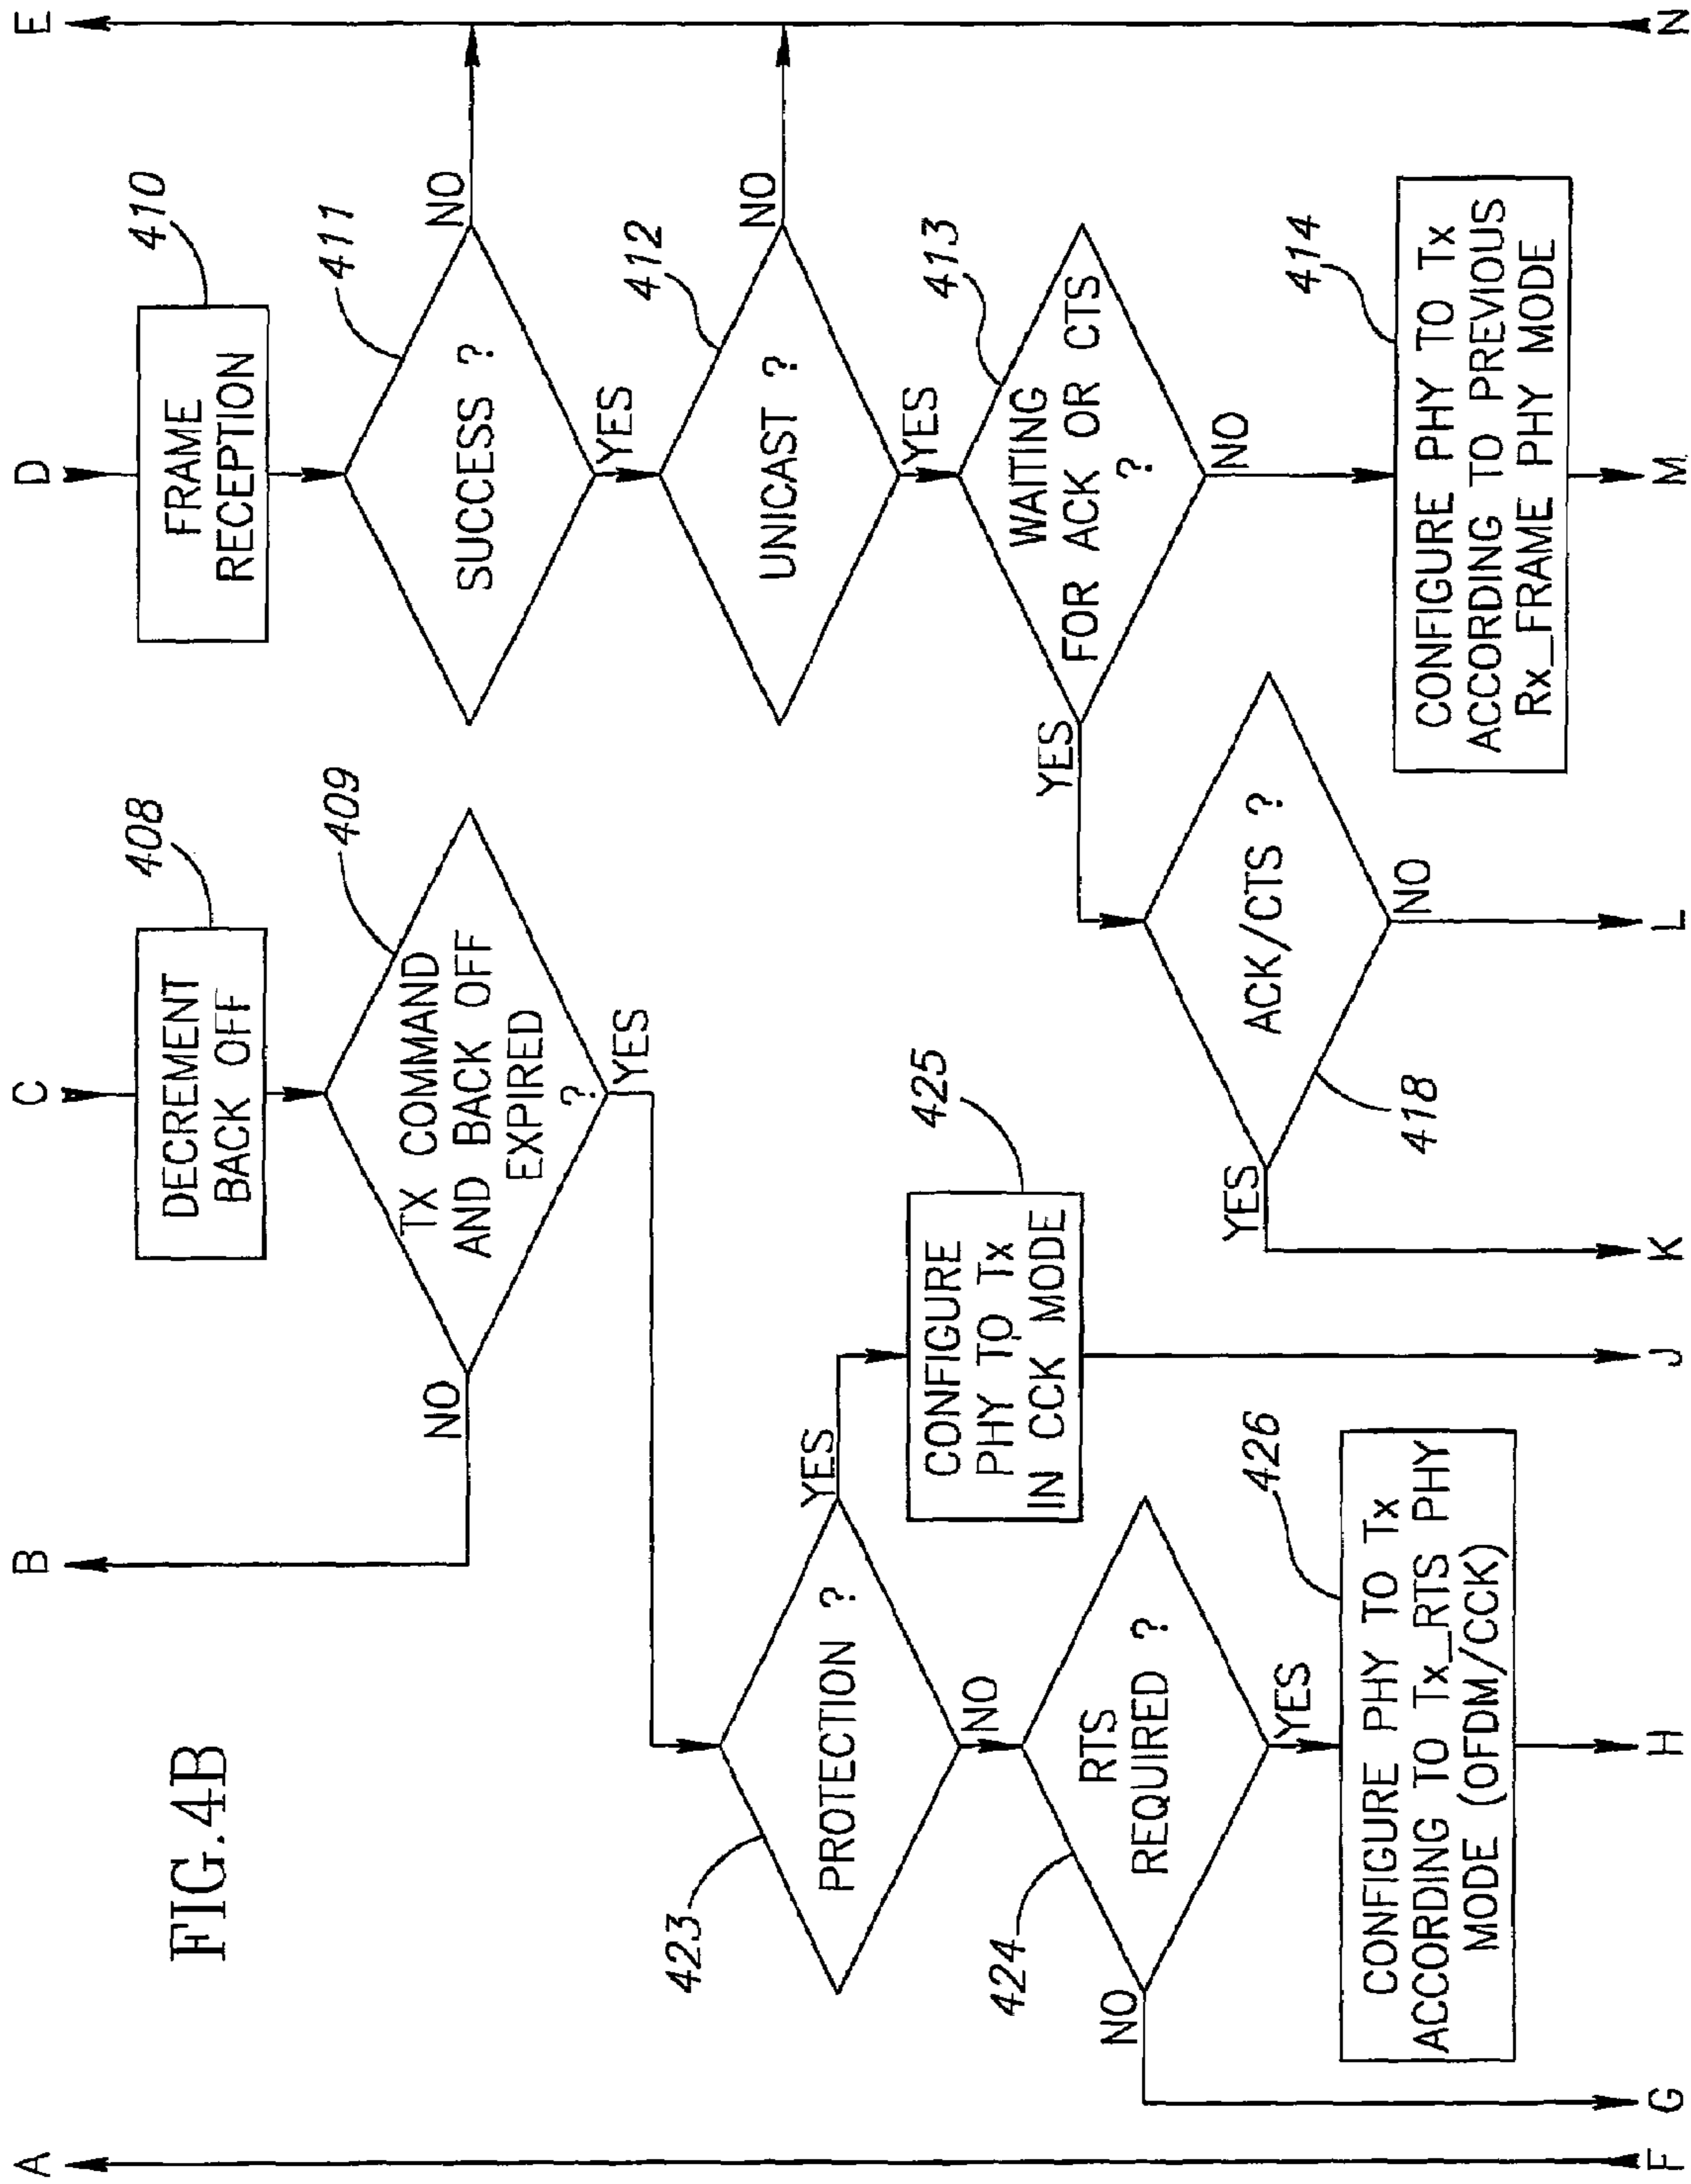 FIG.4B
A
B
C
D
E
408
DECREMENT
BACK OFF
409
TX COMMAND
AND BACK OFF
EXPIRED
?
NO
YES
410
FRAME
RECEPTION
411
SUCCESS ?
NO
YES
412
UNICAST ?
NO
YES
413
WAITING
FOR ACK OR CTS
?
YES
NO
414
CONFIGURE PHY TO Tx
ACCORDING TO PREVIOUS
Rx_FRAME PHY MODE
ACK/CTS ?
418
YES
NO
423
PROTECTION ?
YES
NO
425
CONFIGURE
PHY TO Tx
IN CCK MODE
424
RTS
REQUIRED ?
NO
YES
426
CONFIGURE PHY TO Tx
ACCORDING TO Tx_RTS PHY
MODE (OFDM/CCK)
F
G
H
J
K
L
M
N